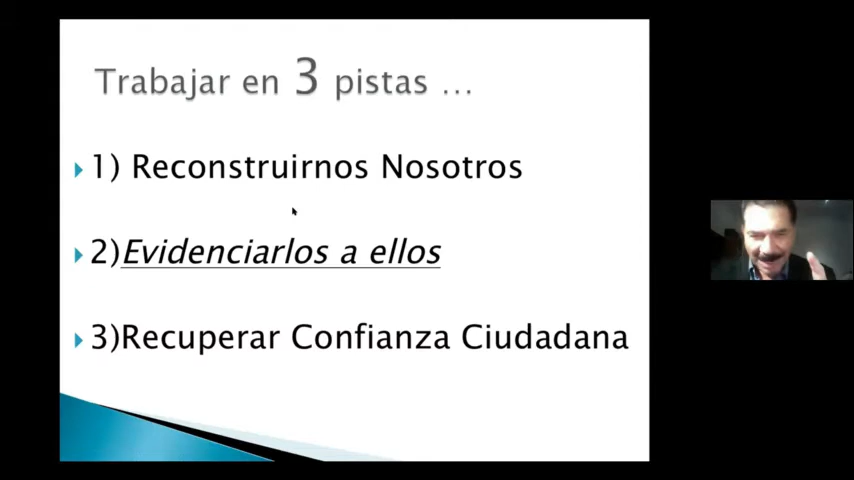 Trabajar en 3 pistas ...
1) Reconstruirnos Nosotros
2)Evidenciarlos a ellos
3)Recuperar Confianza Ciudadana